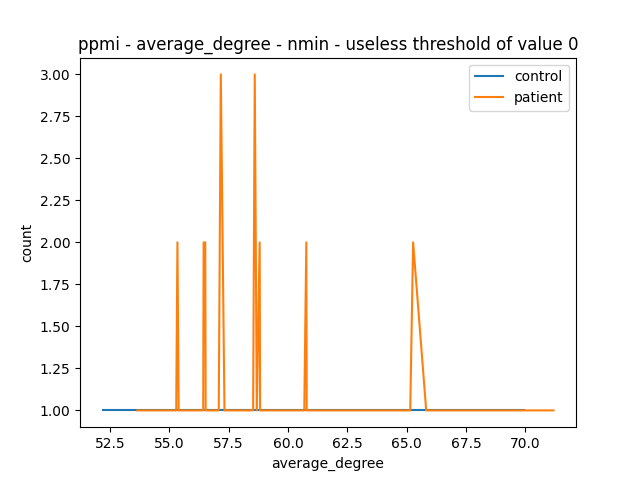 ppmi - average_degree - nmin - useless threshold of value 0
control
patient
3.00
2.75
2.50
2.25
2.00
1.75
1.50
1.25
1.00
count
52.5 55.0 57.5 60.0 62.5 65.0 67.5 70.0
average_degree